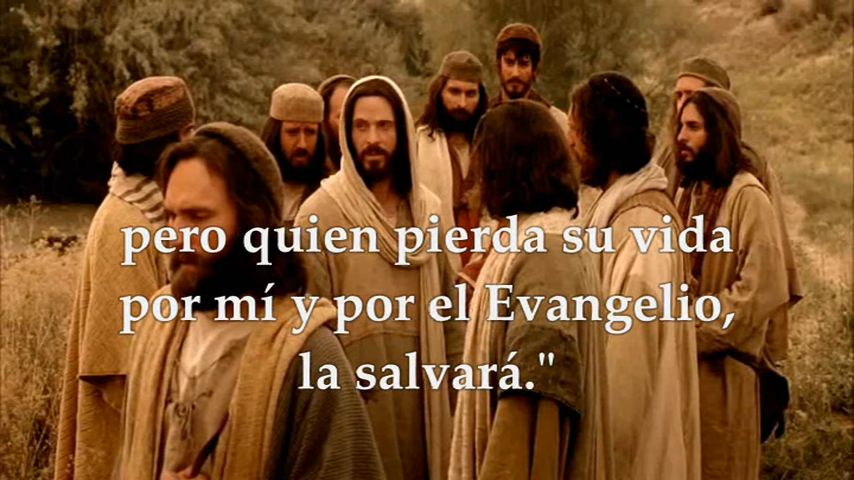 pero quien pierda su vida
por mí y por el Evangelio,
la salvará."